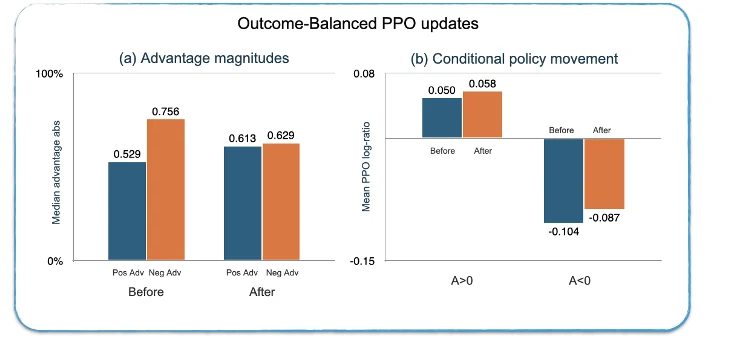 Outcome-Balanced PPO updates
(a) Advantage magnitudes
100%
Median advantage abs
0%
0.529
0.756
0.613
0.629
Pos Adv
Neg Adv
Pos Adv
Neg Adv
Before
After
(b) Conditional policy movement
0.08
Mean PPO log-ratio
-0.15
0.050
0.058
Before
After
Before
After
-0.104
-0.087
A>0
A<0